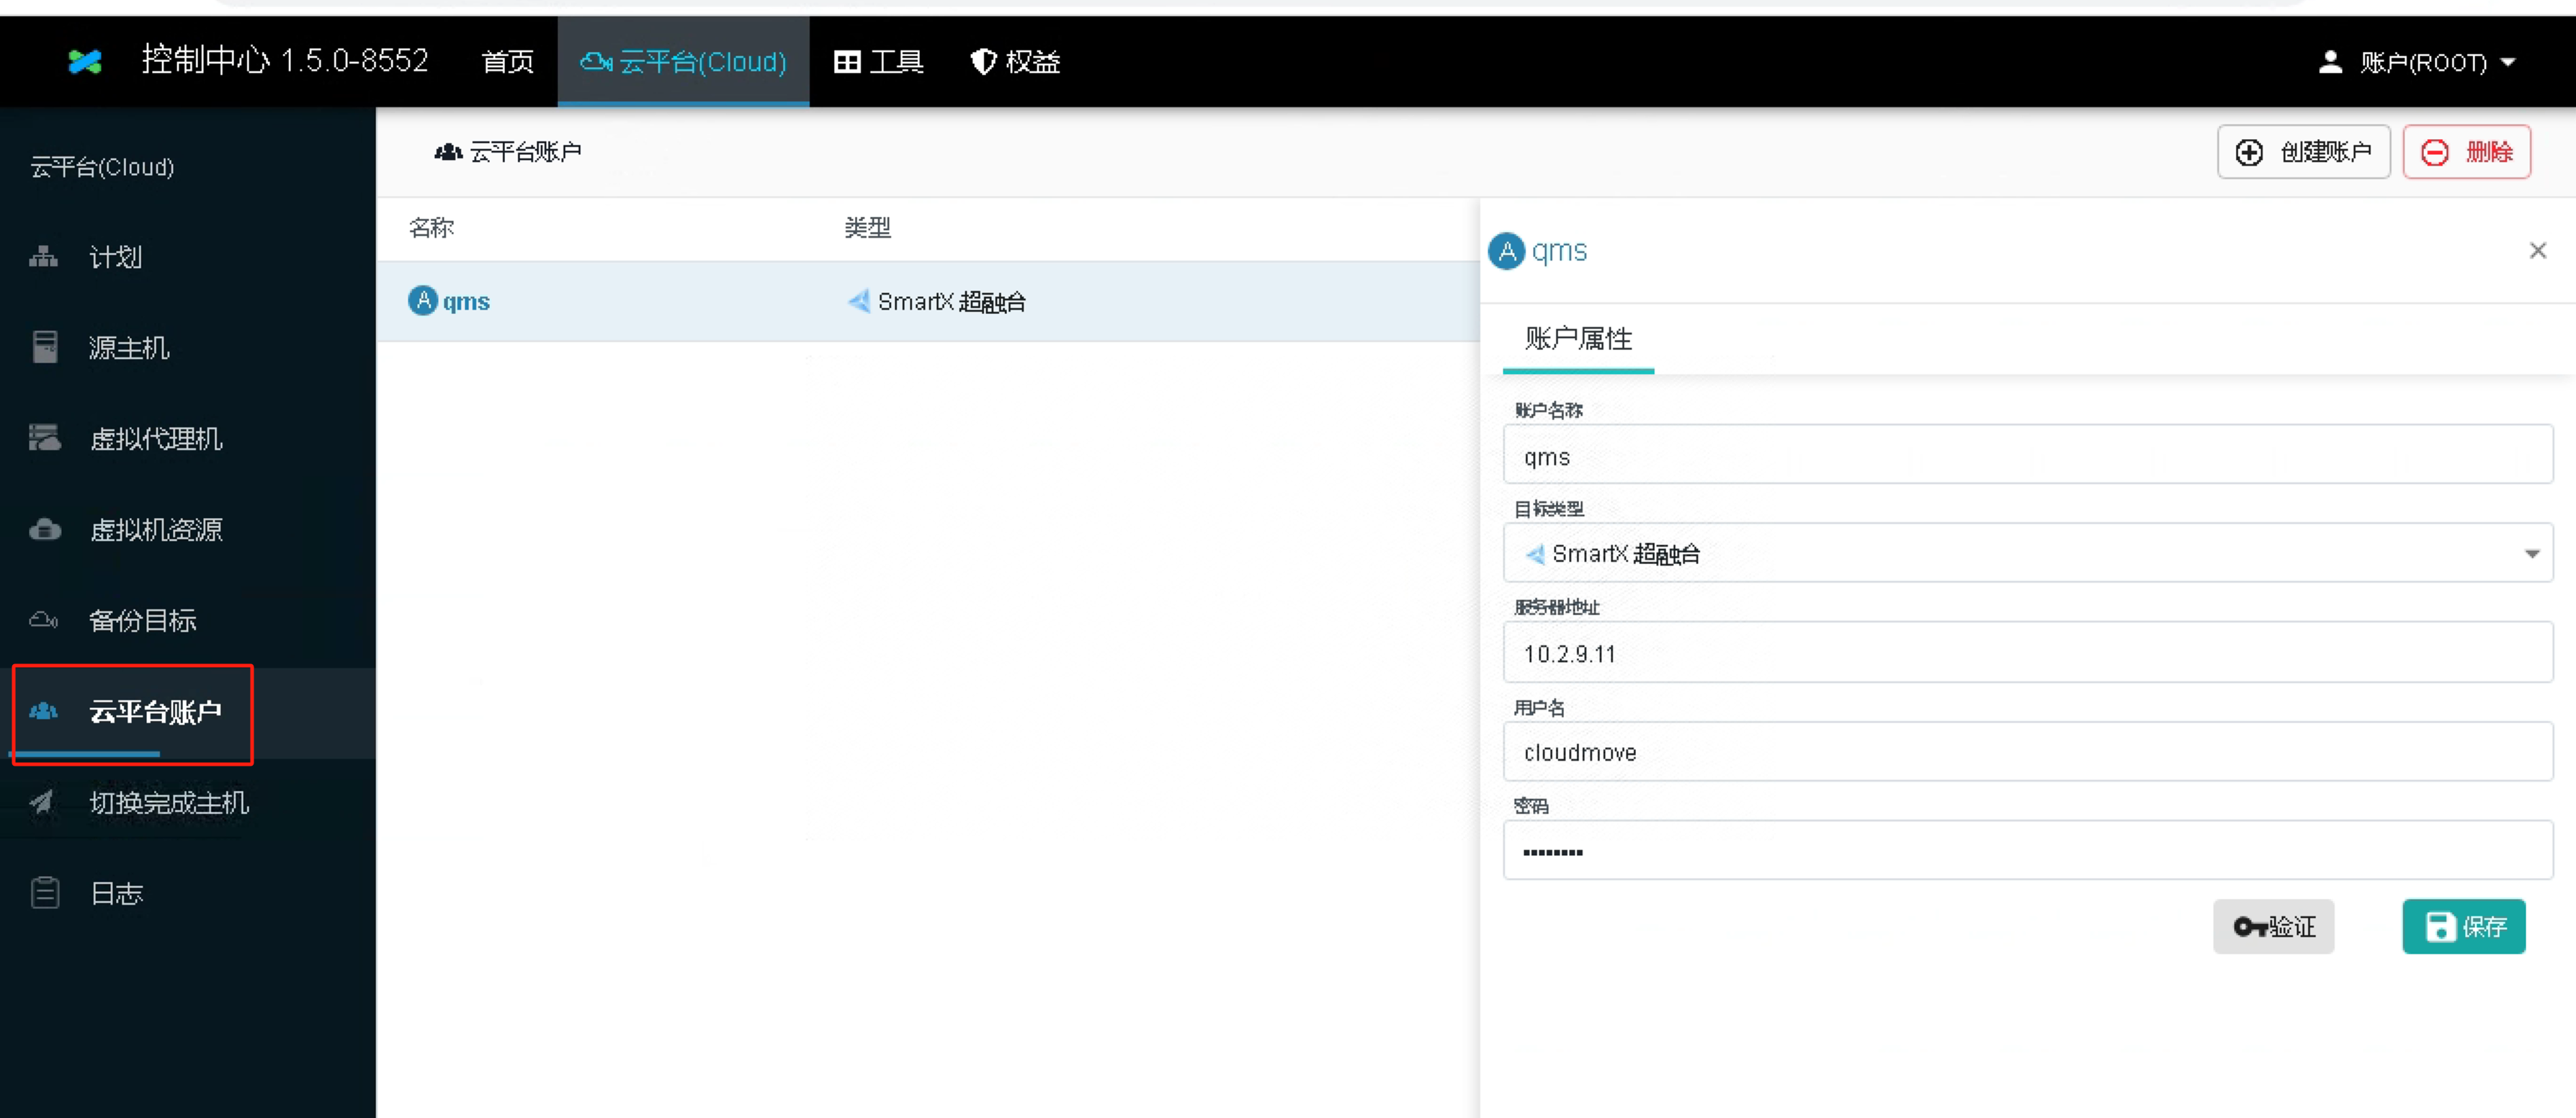 控制中心 1.5.0-8552
首页
云平台(Cloud)
工具
权益
账户(ROOT)
云平台(Cloud)
计划
源主机
虚拟代理机
虚拟机资源
备份目标
云平台账户
切换完成主机
日志
云平台账户
创建账户
删除
名称 类型
A qms SmartX 超融合
A qms
账户属性
账户名称
qms
目标类型
SmartX 超融合
服务器地址
10.2.9.11
用户名
cloudmove
密码
••••••••
验证
保存